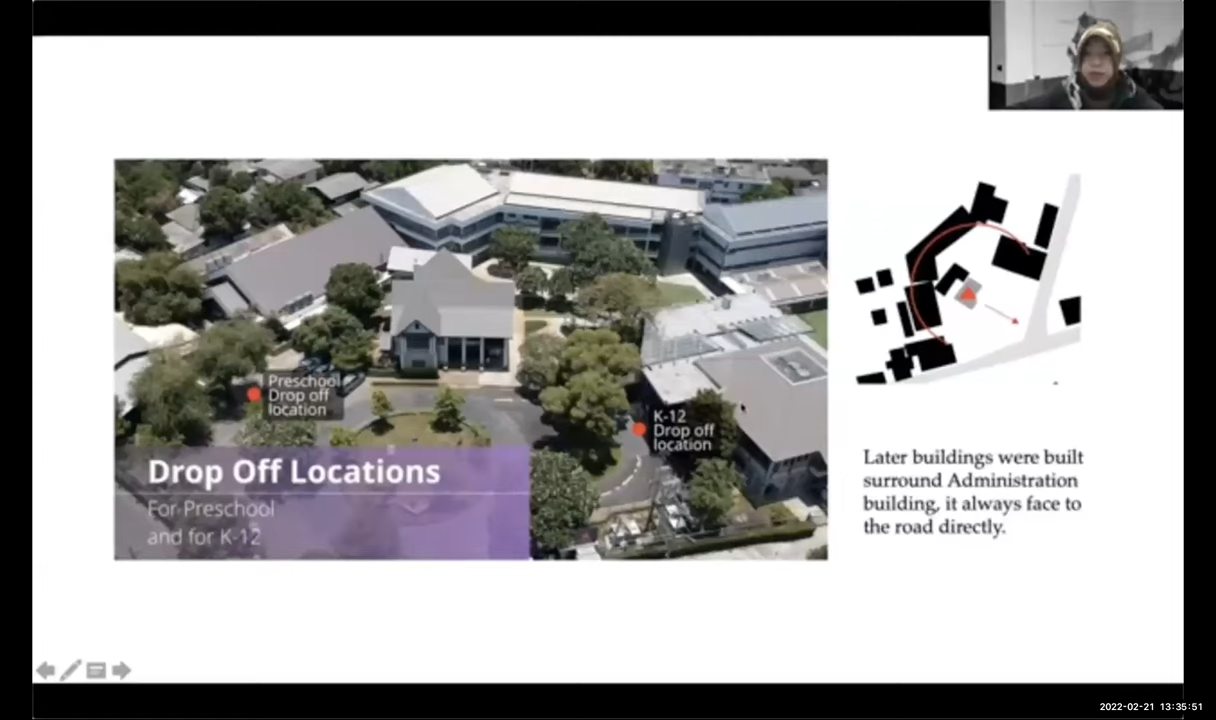 Preschool
Drop off
location
K-12
Drop off
location
Drop Off Locations
For Preschool
and for K-12
Later buildings were built
surround Administration
building, it always face to
the road directly.
2022-02-21 13:35:51